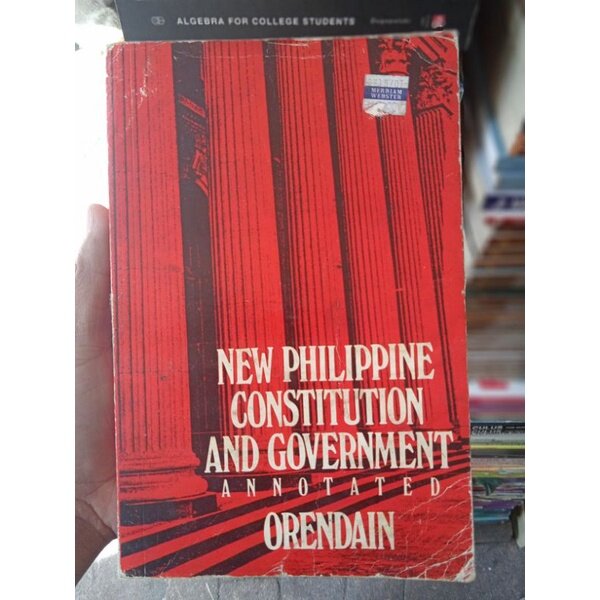 ALGEBRA FOR COLLEGE STUDENTS
MERRIAM
WEBSTER
NEW PHILIPPINE
CONSTITUTION
AND GOVERNMENT
ANNOTATED
ORENDAIN